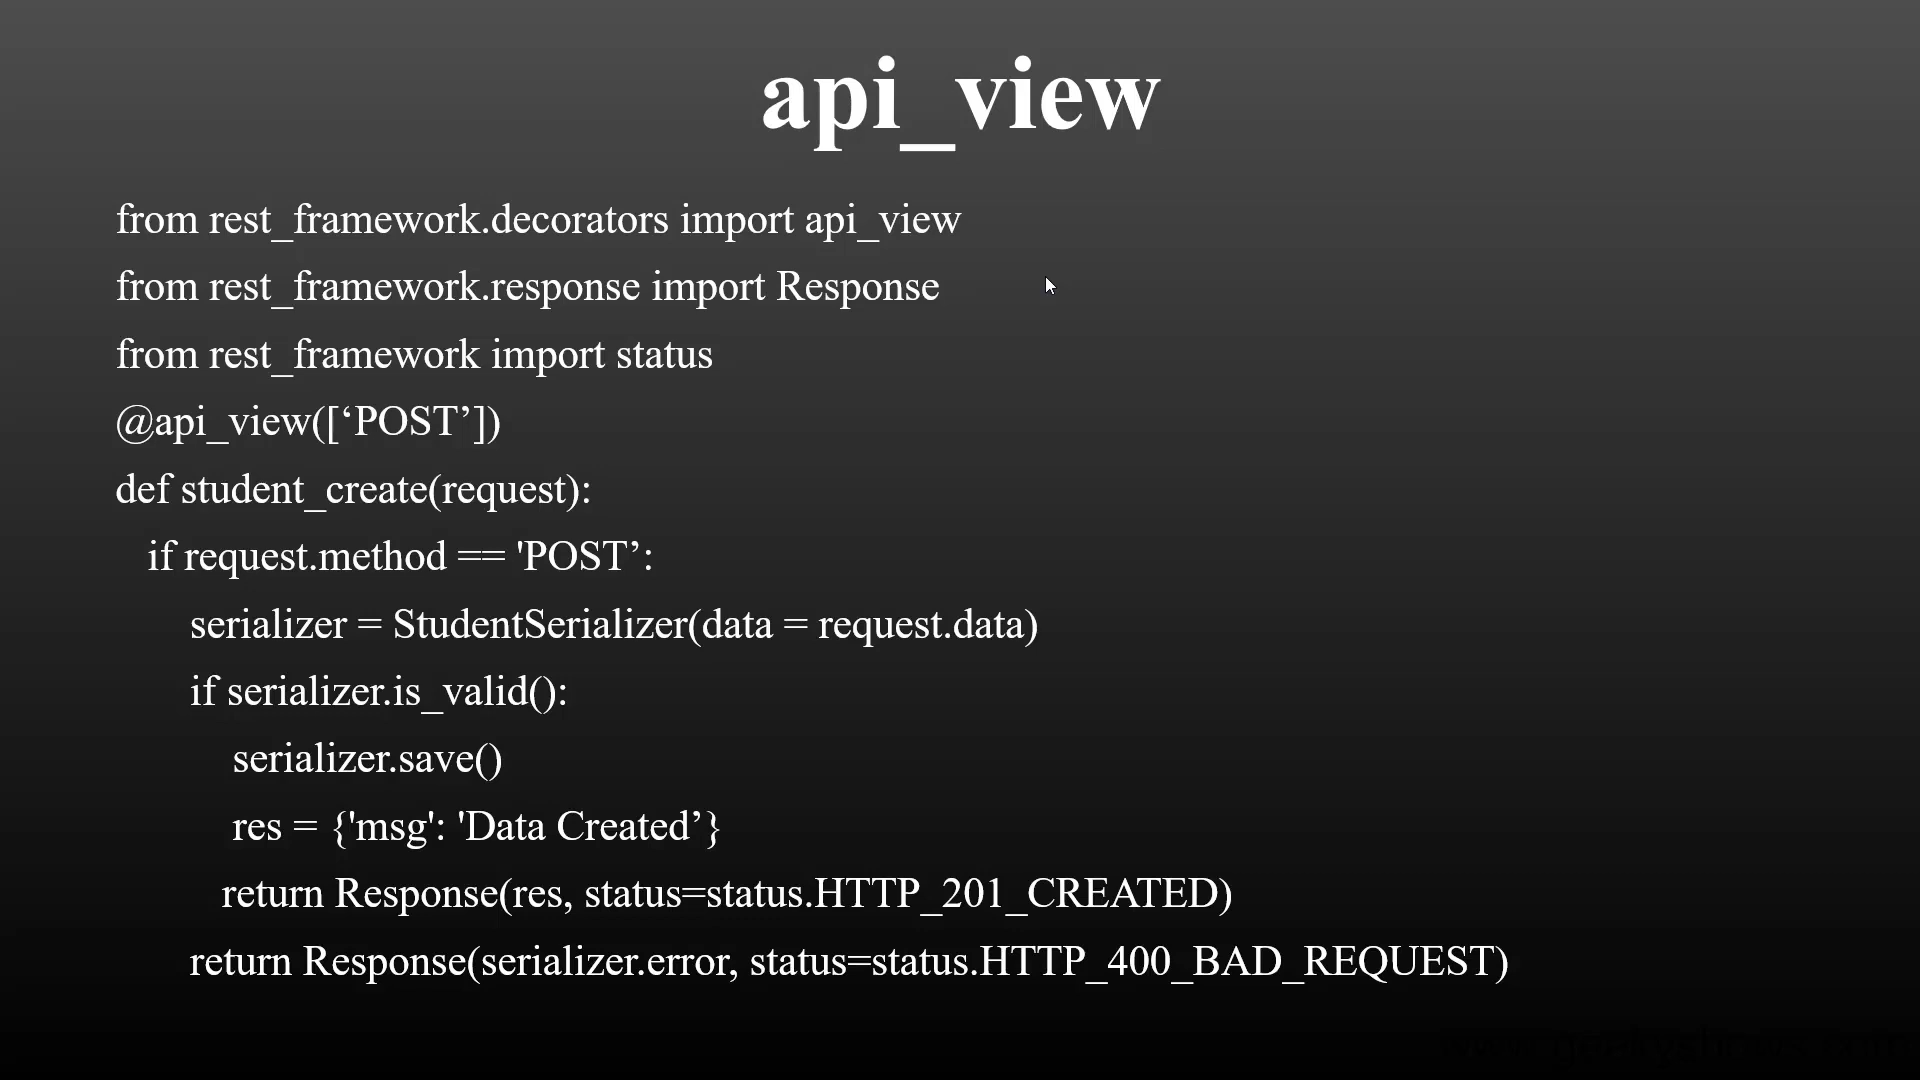 api_view
from rest_framework.decorators import api_view
from rest_framework.response import Response
from rest_framework import status
@api_view([‘POST’])
def student_create(request):
if request.method == 'POST’:
serializer = StudentSerializer(data = request.data)
if serializer.is_valid():
serializer.save()
res = {'msg': 'Data Created’}
return Response(res, status=status.HTTP_201_CREATED)
return Response(serializer.error, status=status.HTTP_400_BAD_REQUEST)